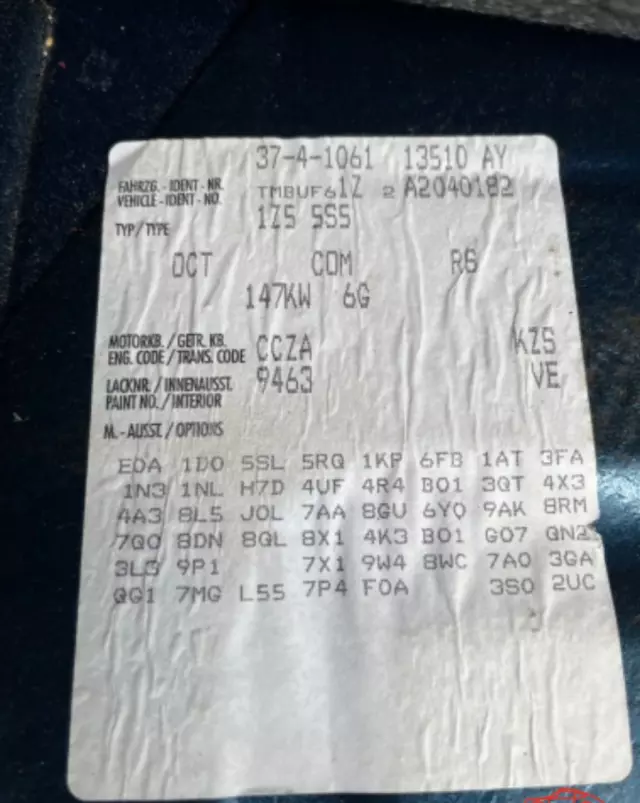 37-4-1061 13510 AY
FAHRZG. - IDENT - NR. TMBUF61Z 2 A2040182
VEHICLE - IDENT - NO.
TYP / TYPE 1Z5 5S5
OCT COM RS
147KW 6G
MOTORKB. / GETR. KB. CCZA KZS
ENG. CODE / TRANS. CODE
LACKNR. / INNENAUSST. 9463 VE
PAINT NO. / INTERIOR
M. - AUSST. / OPTIONS
EDA 1D0 5SL 5RQ 1KP 6FB 1AT 3FA
1N3 1NL H7D 4UF 4R4 B01 3QT 4X3
4A3 8L5 J0L 7AA 8GU 6Y0 9AK 8RM
7Q0 8DN 8GL 8X1 4K3 B01 G07 QN2
3L3 9P1 7X1 9W4 8WC 7A0 3GA
QG1 7MG L55 7P4 F0A 3S0 2UC